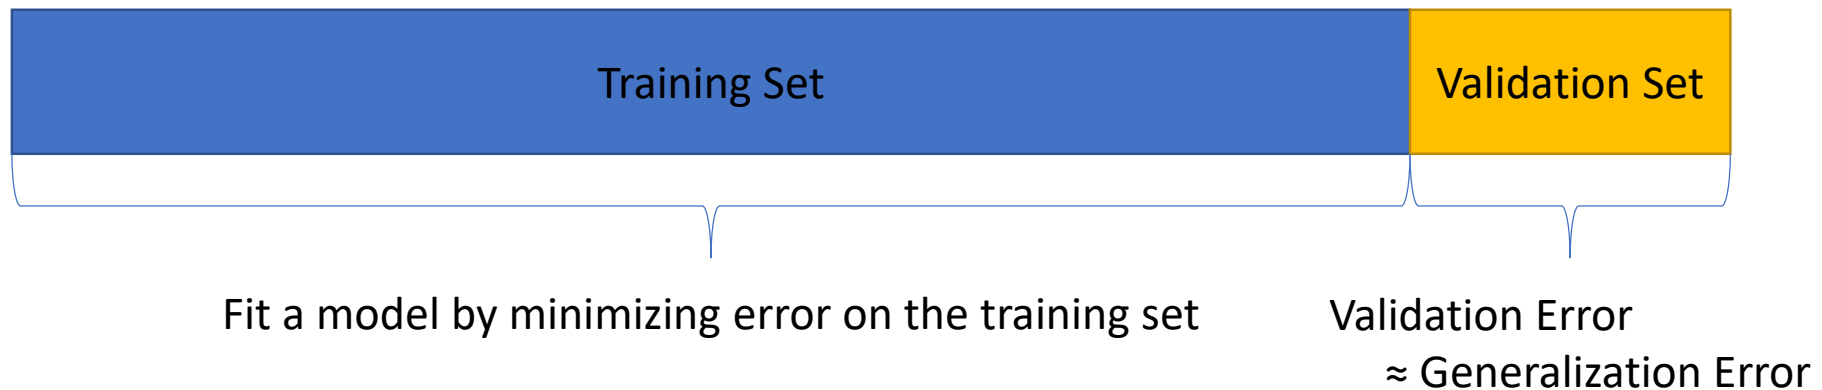 Training Set
Validation Set
Fit a model by minimizing error on the training set
Validation Error
≈ Generalization Error